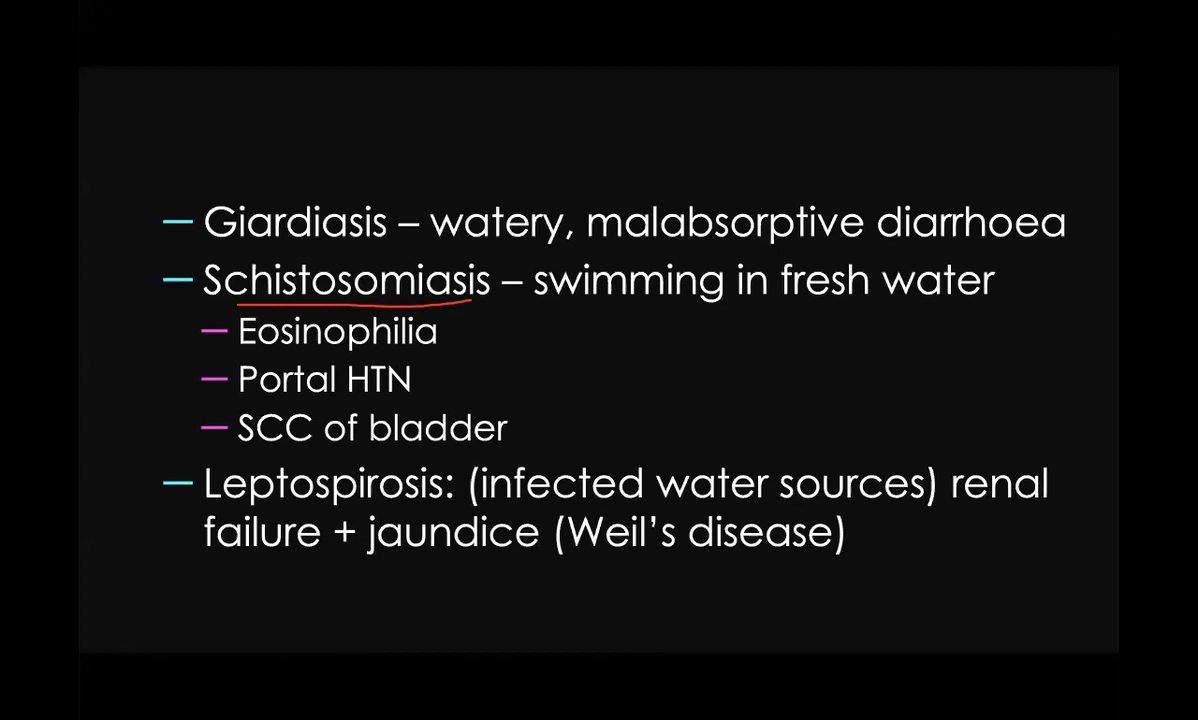 – Giardiasis – watery, malabsorptive diarrhoea
– Schistosomiasis – swimming in fresh water
– Eosinophilia
– Portal HTN
– SCC of bladder
– Leptospirosis: (infected water sources) renal
failure + jaundice (Weil’s disease)